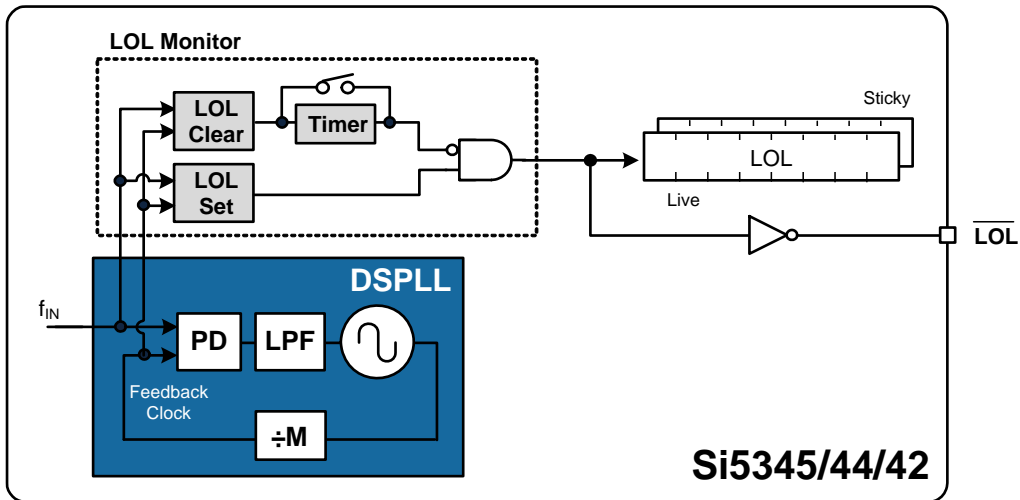 LOL Monitor
LOL
Clear
Timer
LOL
Set
Sticky
LOL
Live
LOL
DSPLL
fIN
PD
LPF
Feedback
Clock
÷M
Si5345/44/42